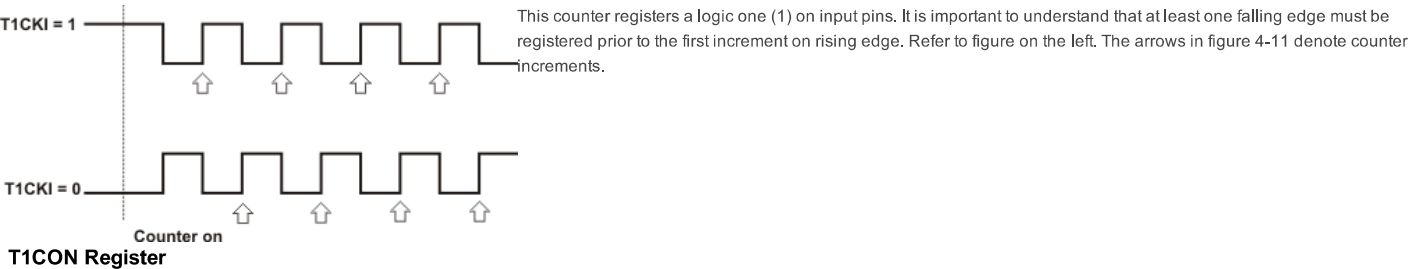 T1CKI = 1
This counter registers a logic one (1) on input pins. It is important to understand that at least one falling edge must be
registered prior to the first increment on rising edge. Refer to figure on the left. The arrows in figure 4-11 denote counter
increments.
T1CKI = 0
Counter on
T1CON Register